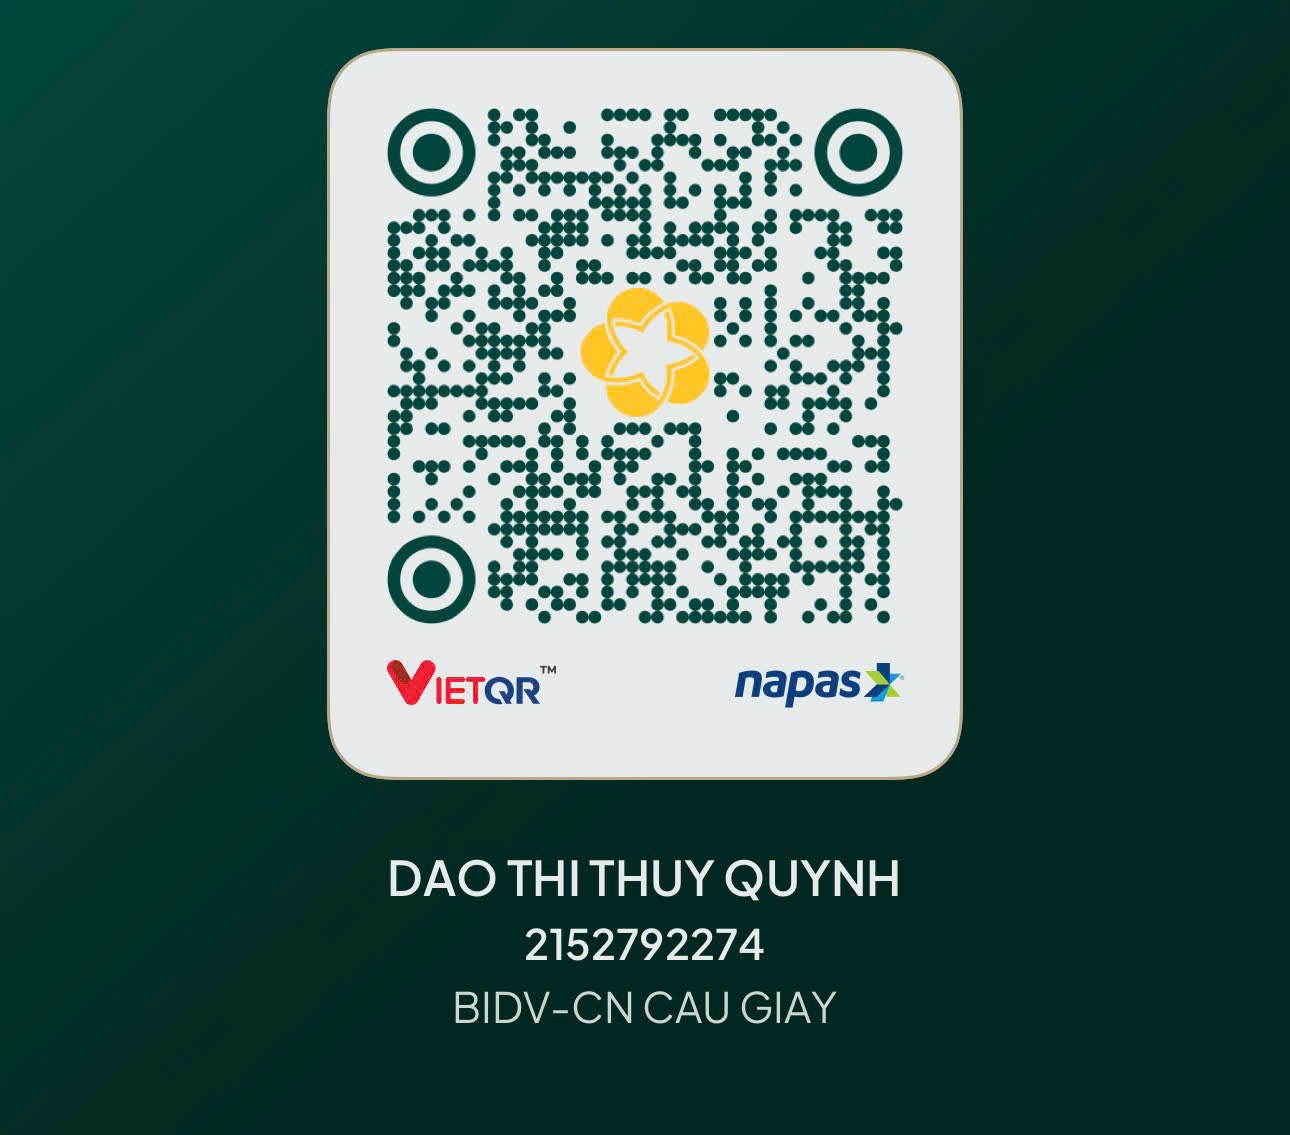 VIETQR™
napas
DAO THI THUY QUYNH
2152792274
BIDV-CN CAU GIAY